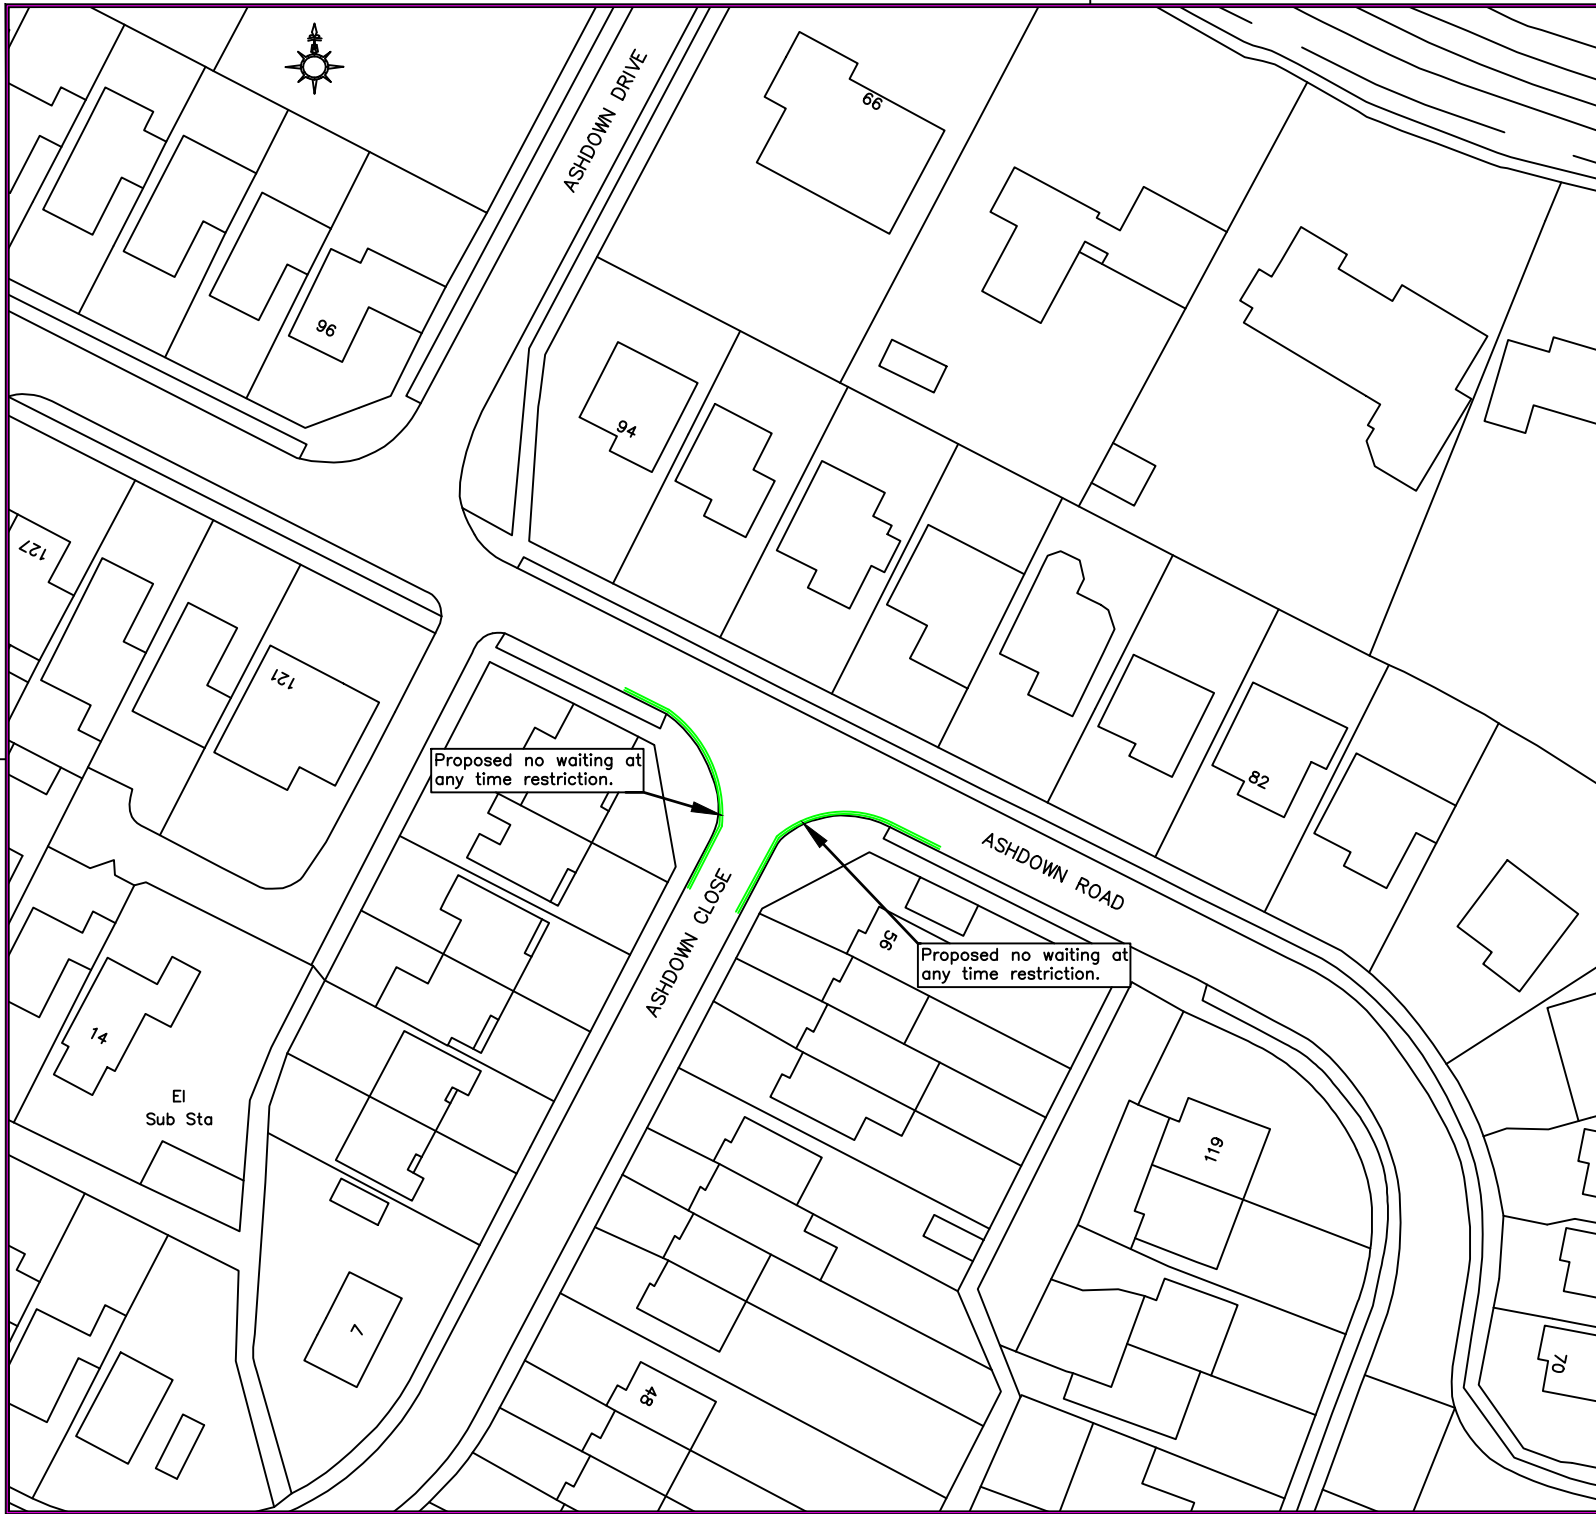 ASHDOWN DRIVE
66
96
94
127
121
Proposed no waiting at
any time restriction.
82
ASHDOWN ROAD
ASHDOWN CLOSE
56
Proposed no waiting at
any time restriction.
14
El
Sub Sta
119
7
70
48